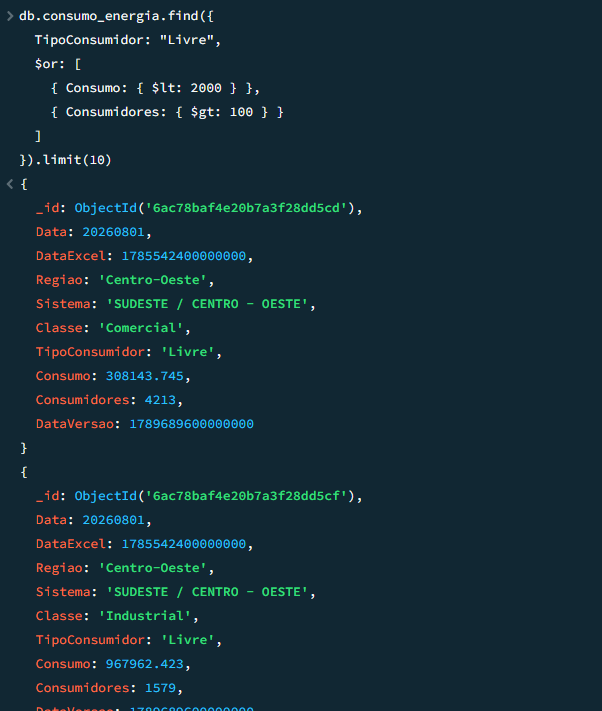 > db.consumo_energia.find({
TipoConsumidor: "Livre",
$or: [
{ Consumo: { $lt: 2000 } },
{ Consumidores: { $gt: 100 } }
]
}).limit(10)
< {
_id: ObjectId('6ac78baf4e20b7a3f28dd5cd'),
Data: 20260801,
DataExcel: 1785542400000000,
Regiao: 'Centro-Oeste',
Sistema: 'SUDESTE / CENTRO - OESTE',
Classe: 'Comercial',
TipoConsumidor: 'Livre',
Consumo: 308143.745,
Consumidores: 4213,
DataVersao: 1789689600000000
}
{
_id: ObjectId('6ac78baf4e20b7a3f28dd5cf'),
Data: 20260801,
DataExcel: 1785542400000000,
Regiao: 'Centro-Oeste',
Sistema: 'SUDESTE / CENTRO - OESTE',
Classe: 'Industrial',
TipoConsumidor: 'Livre',
Consumo: 967962.423,
Consumidores: 1579,
DataVersao: 1789689600000000